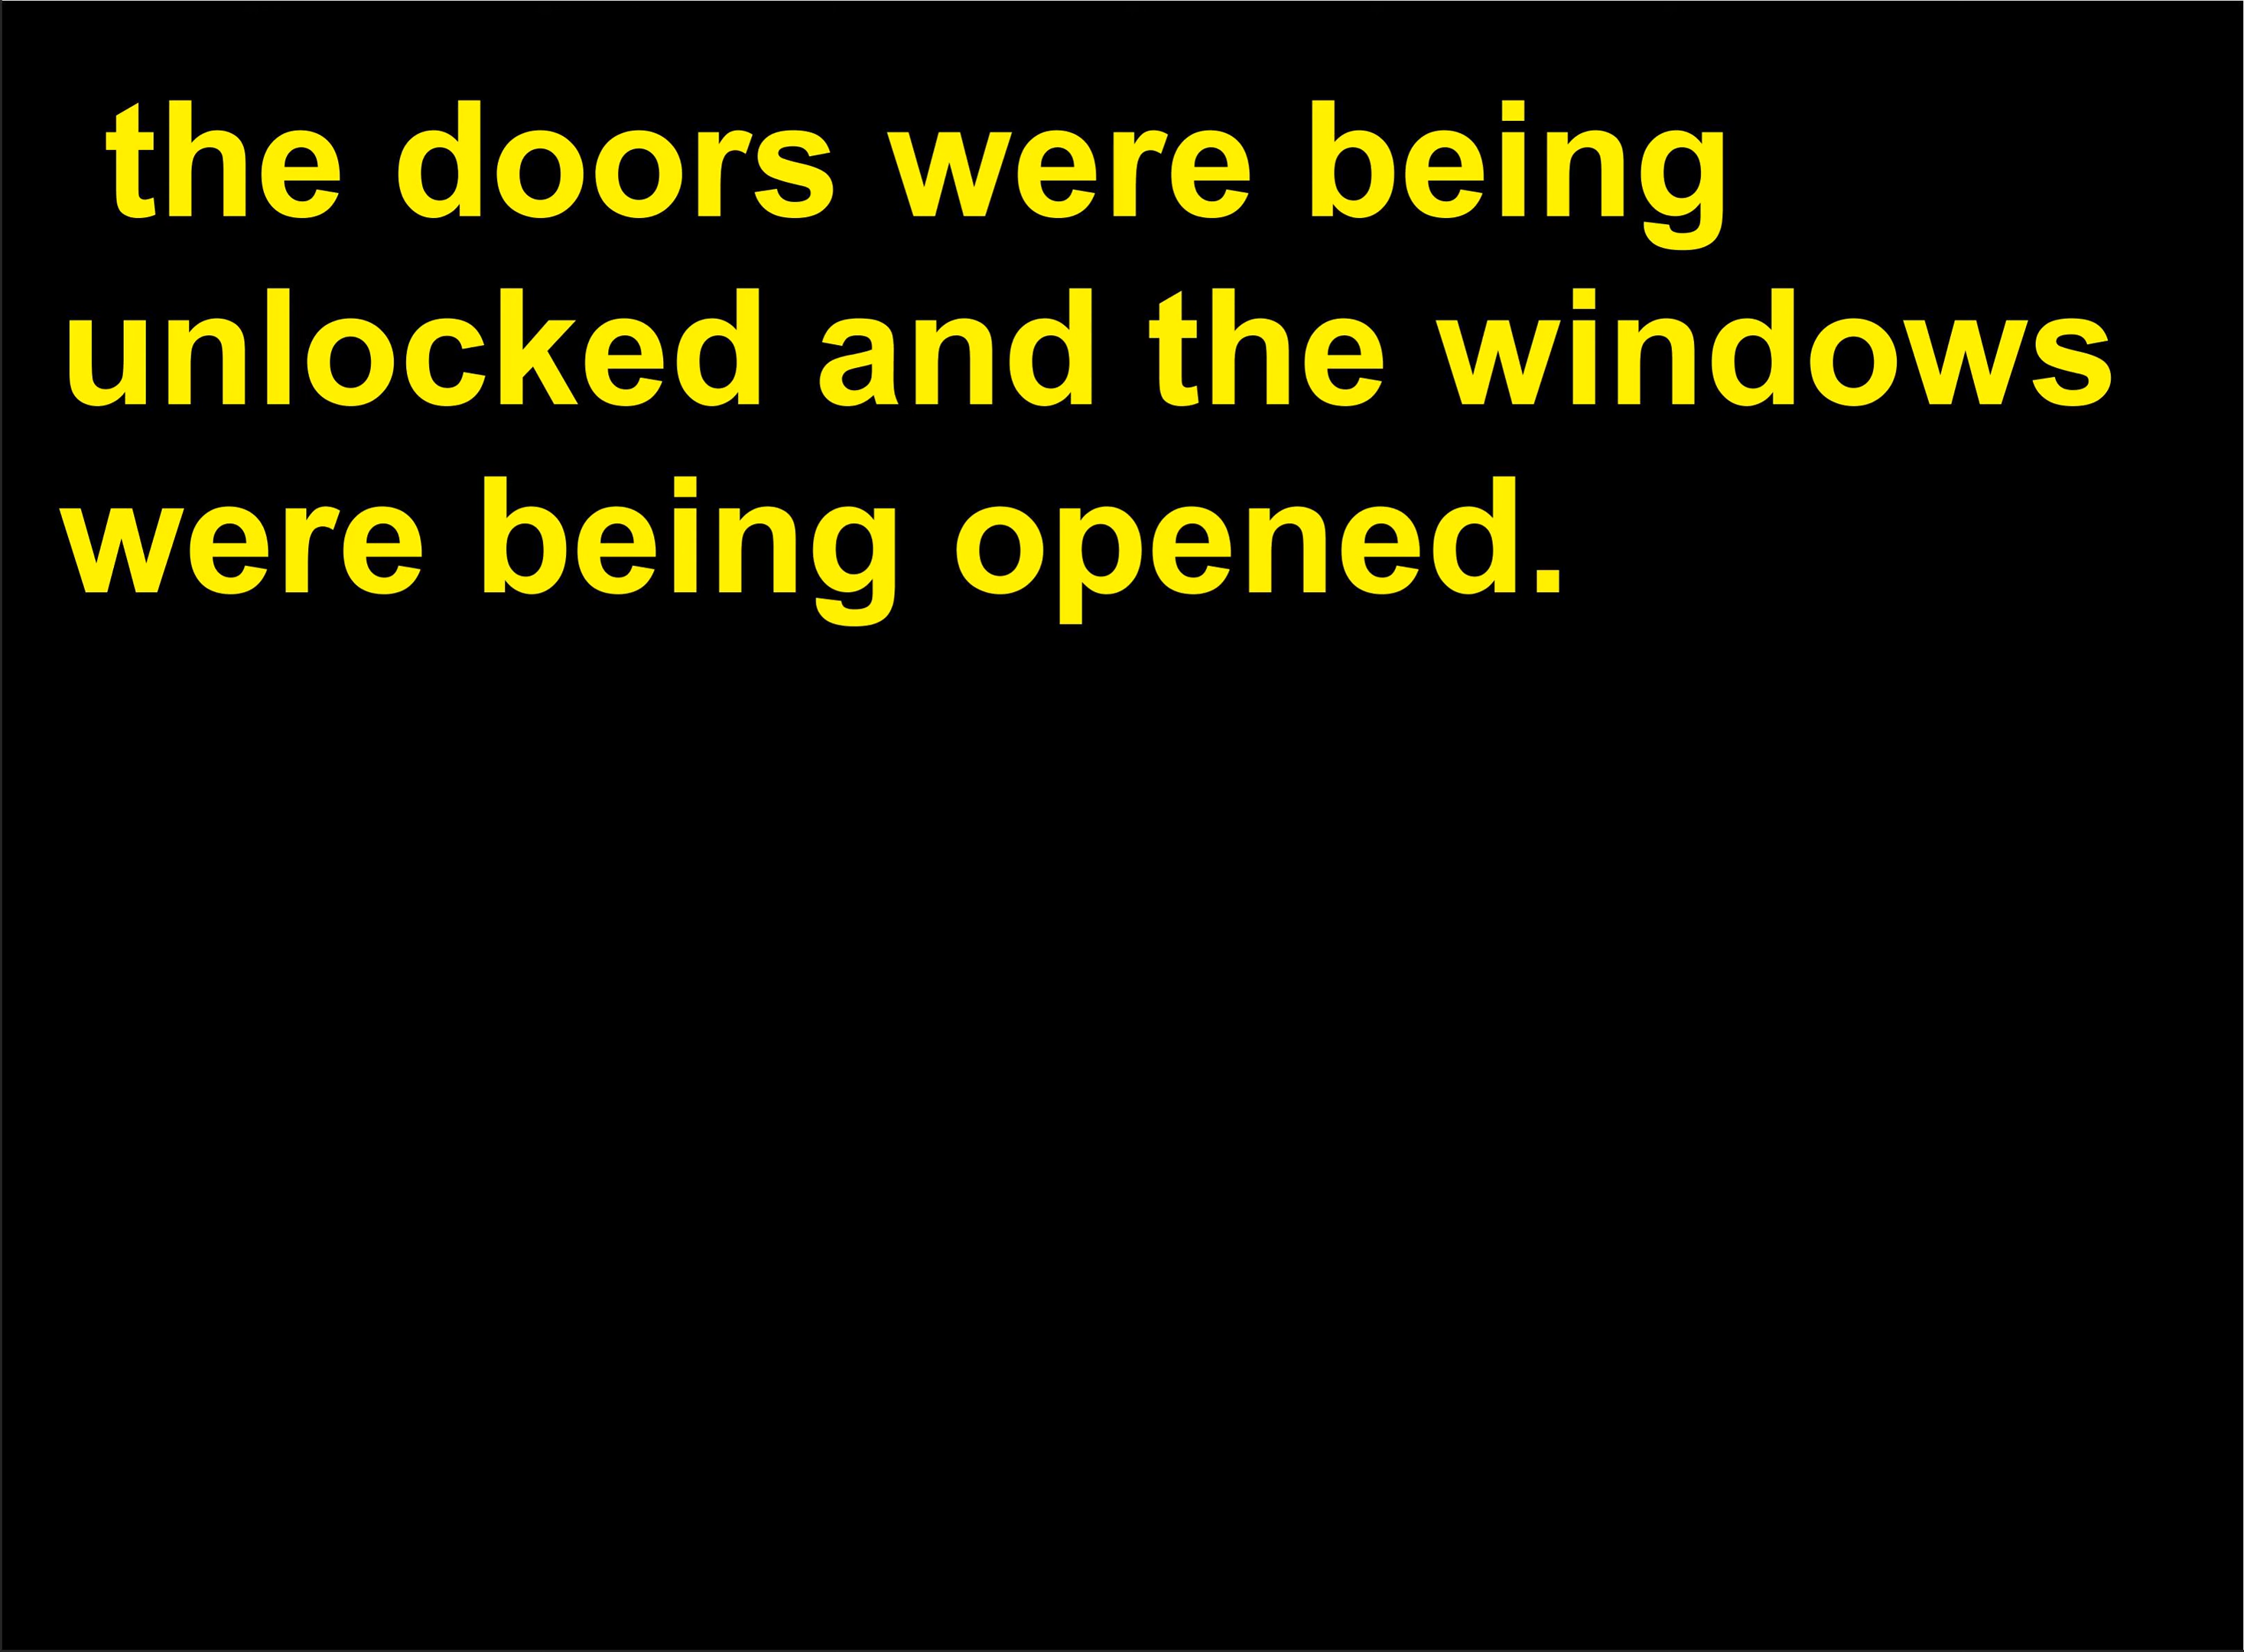 the doors were being
unlocked and the windows
were being opened.